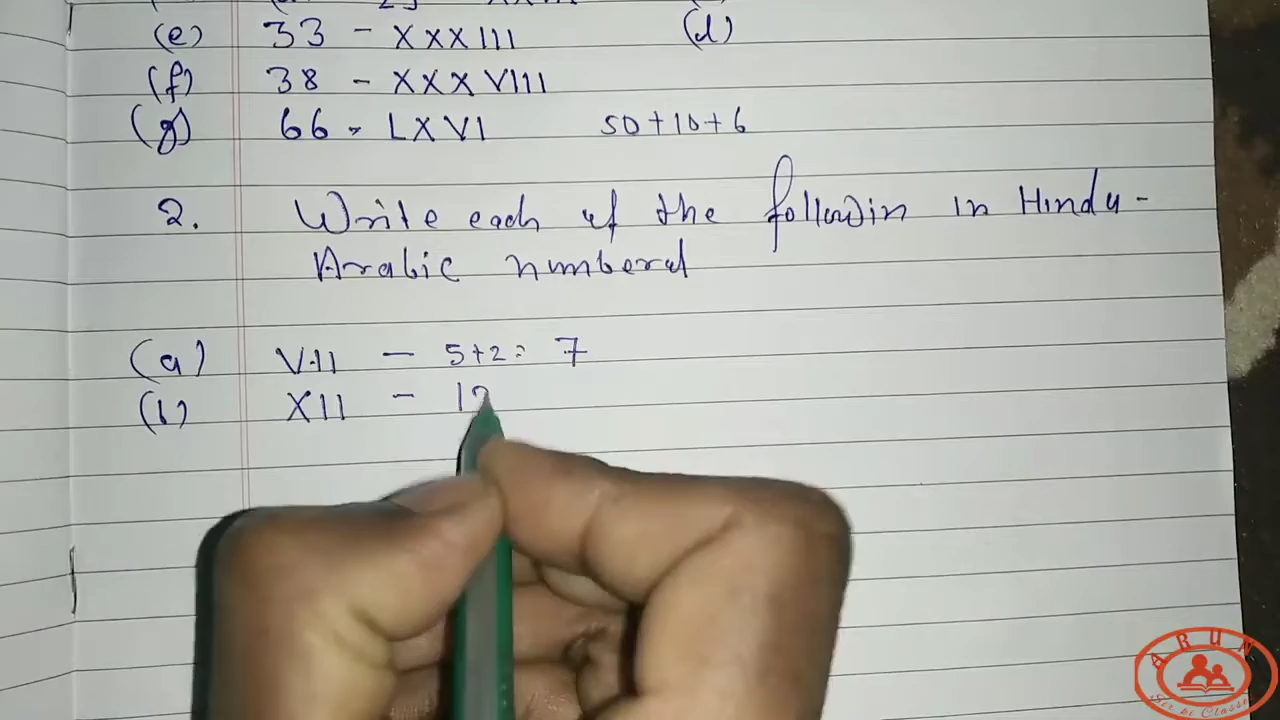 (e) 33 - XXXIII (d)
(f) 38 - XXXVIII
(g) 66 - LXVI 50+10+6
2. Write each of the followin in Hindu-
Arabic numberal
(a) VII - 5+2= 7
(b) XII - 12
ARUN